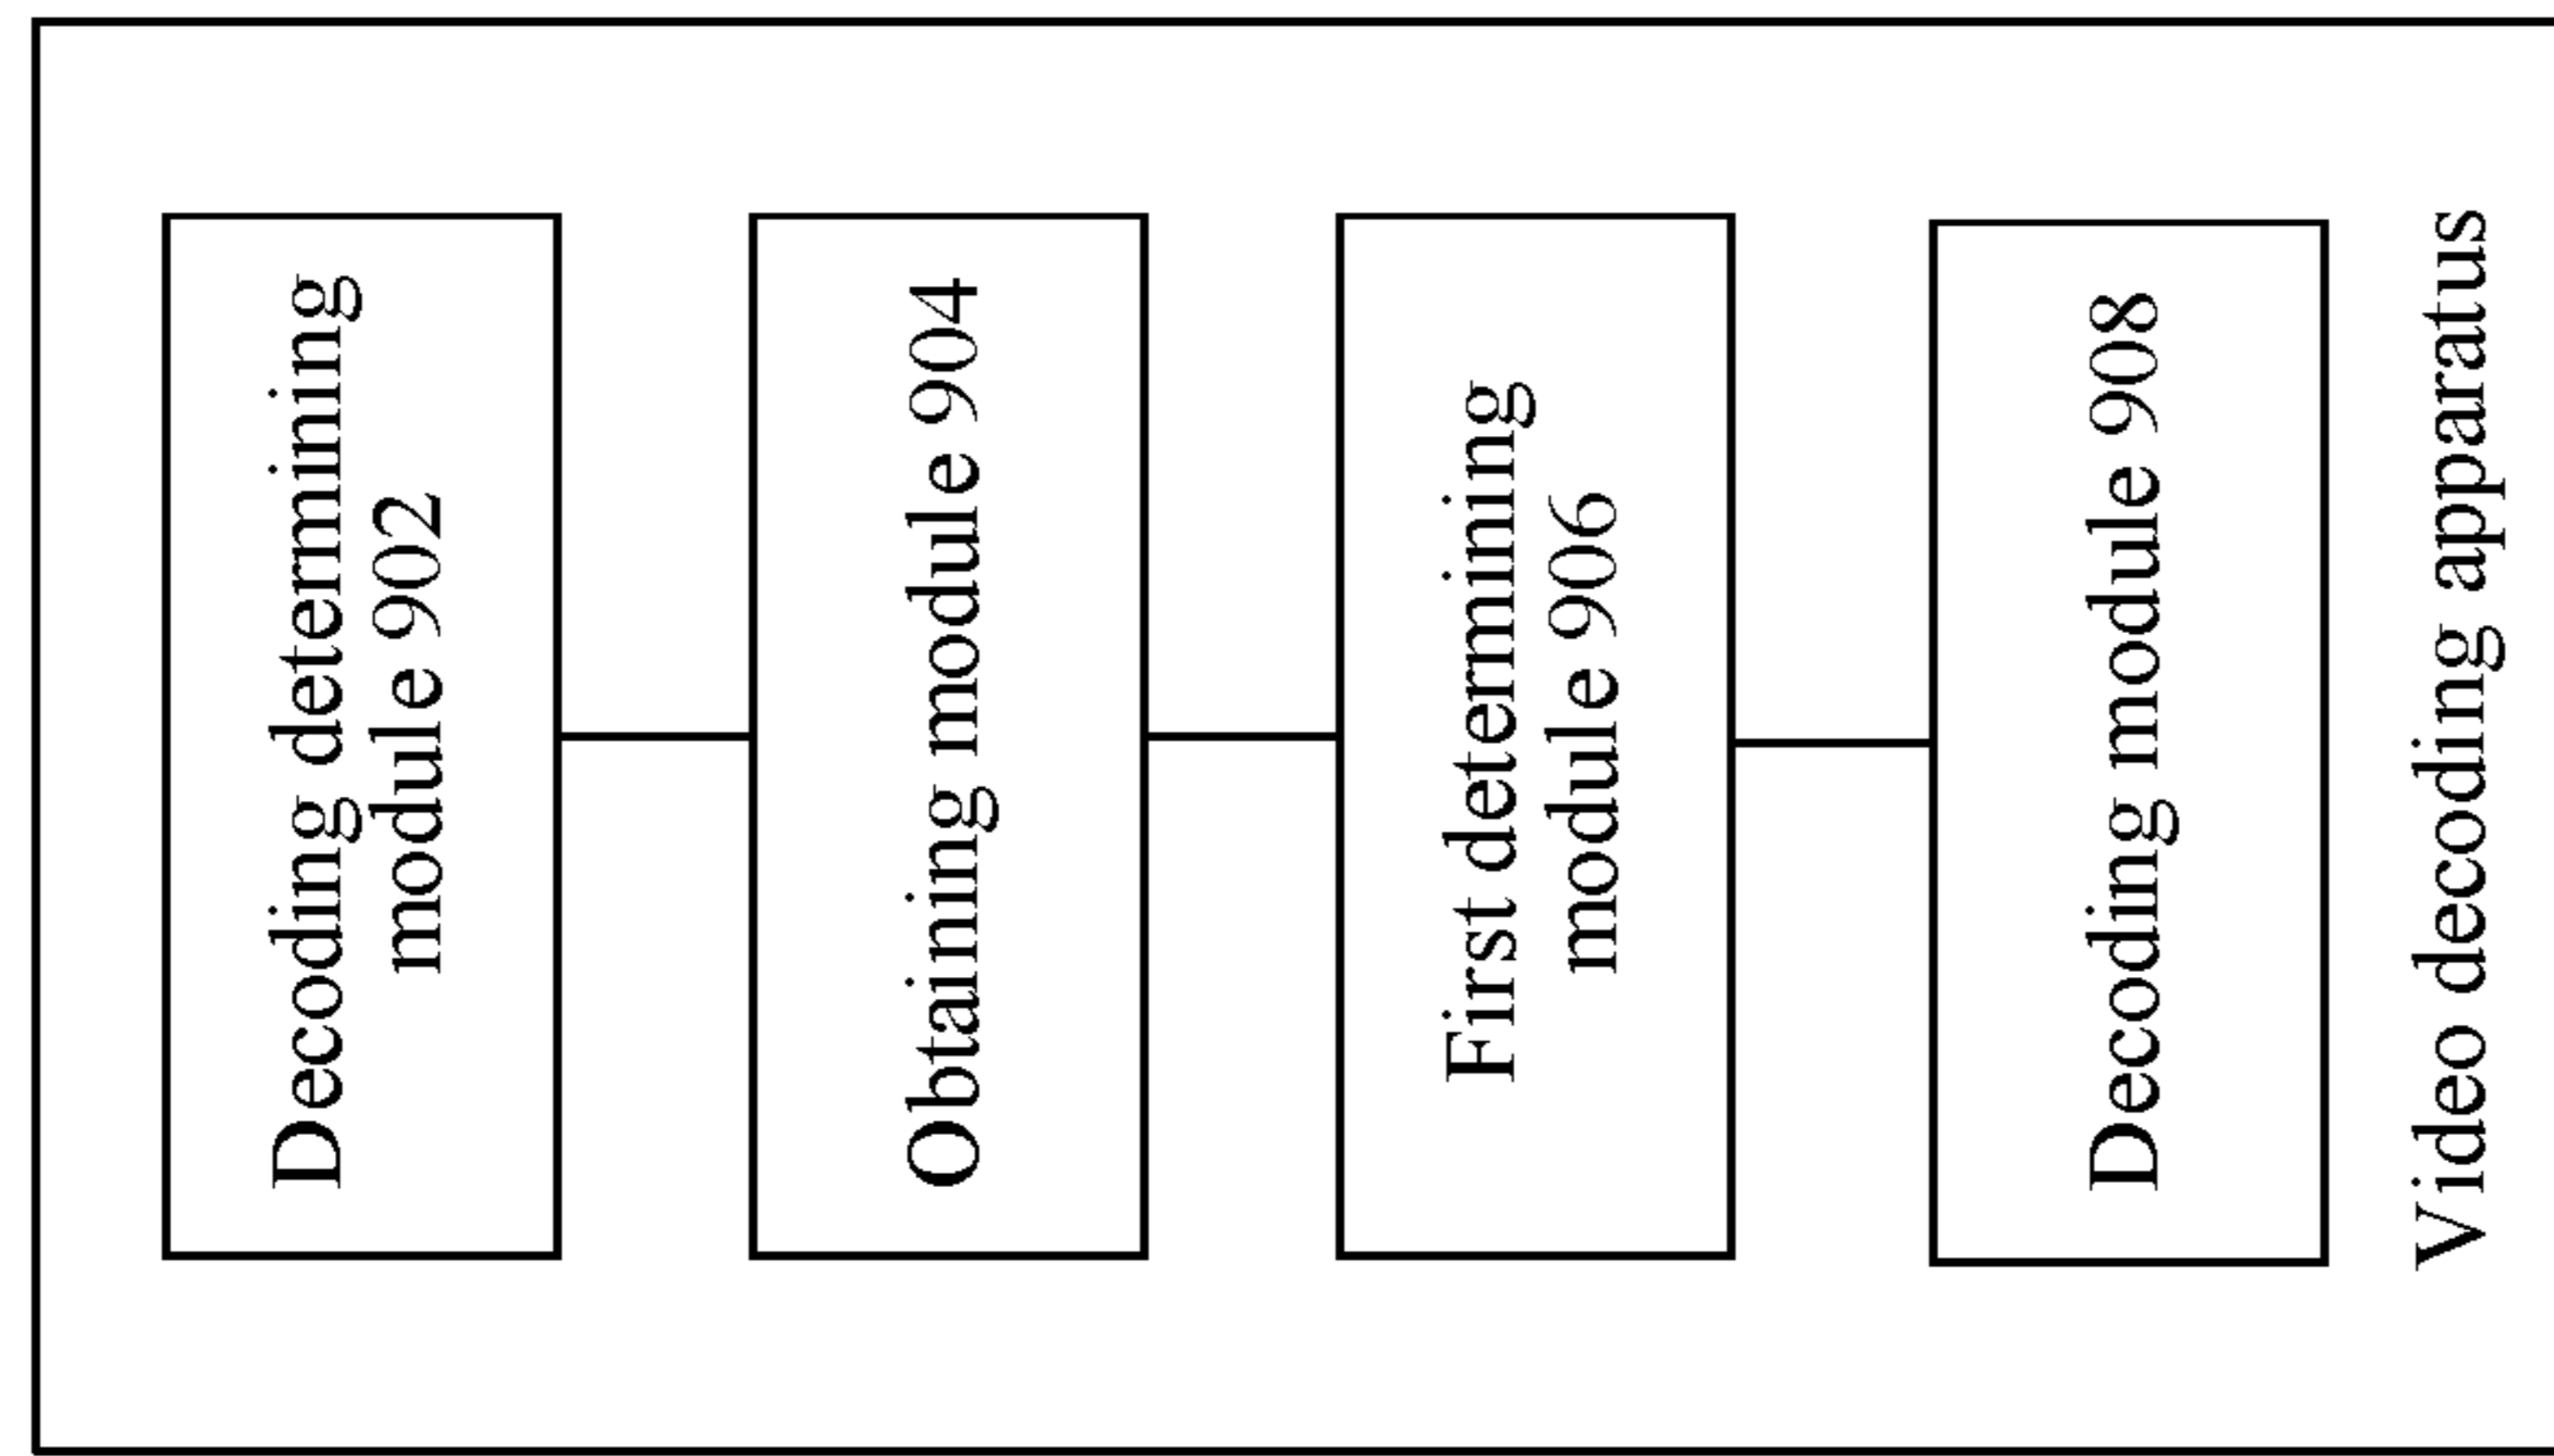 Decoding determining
module 902
Obtaining module 904
First determining
module 906
Decoding module 908
Video decoding apparatus